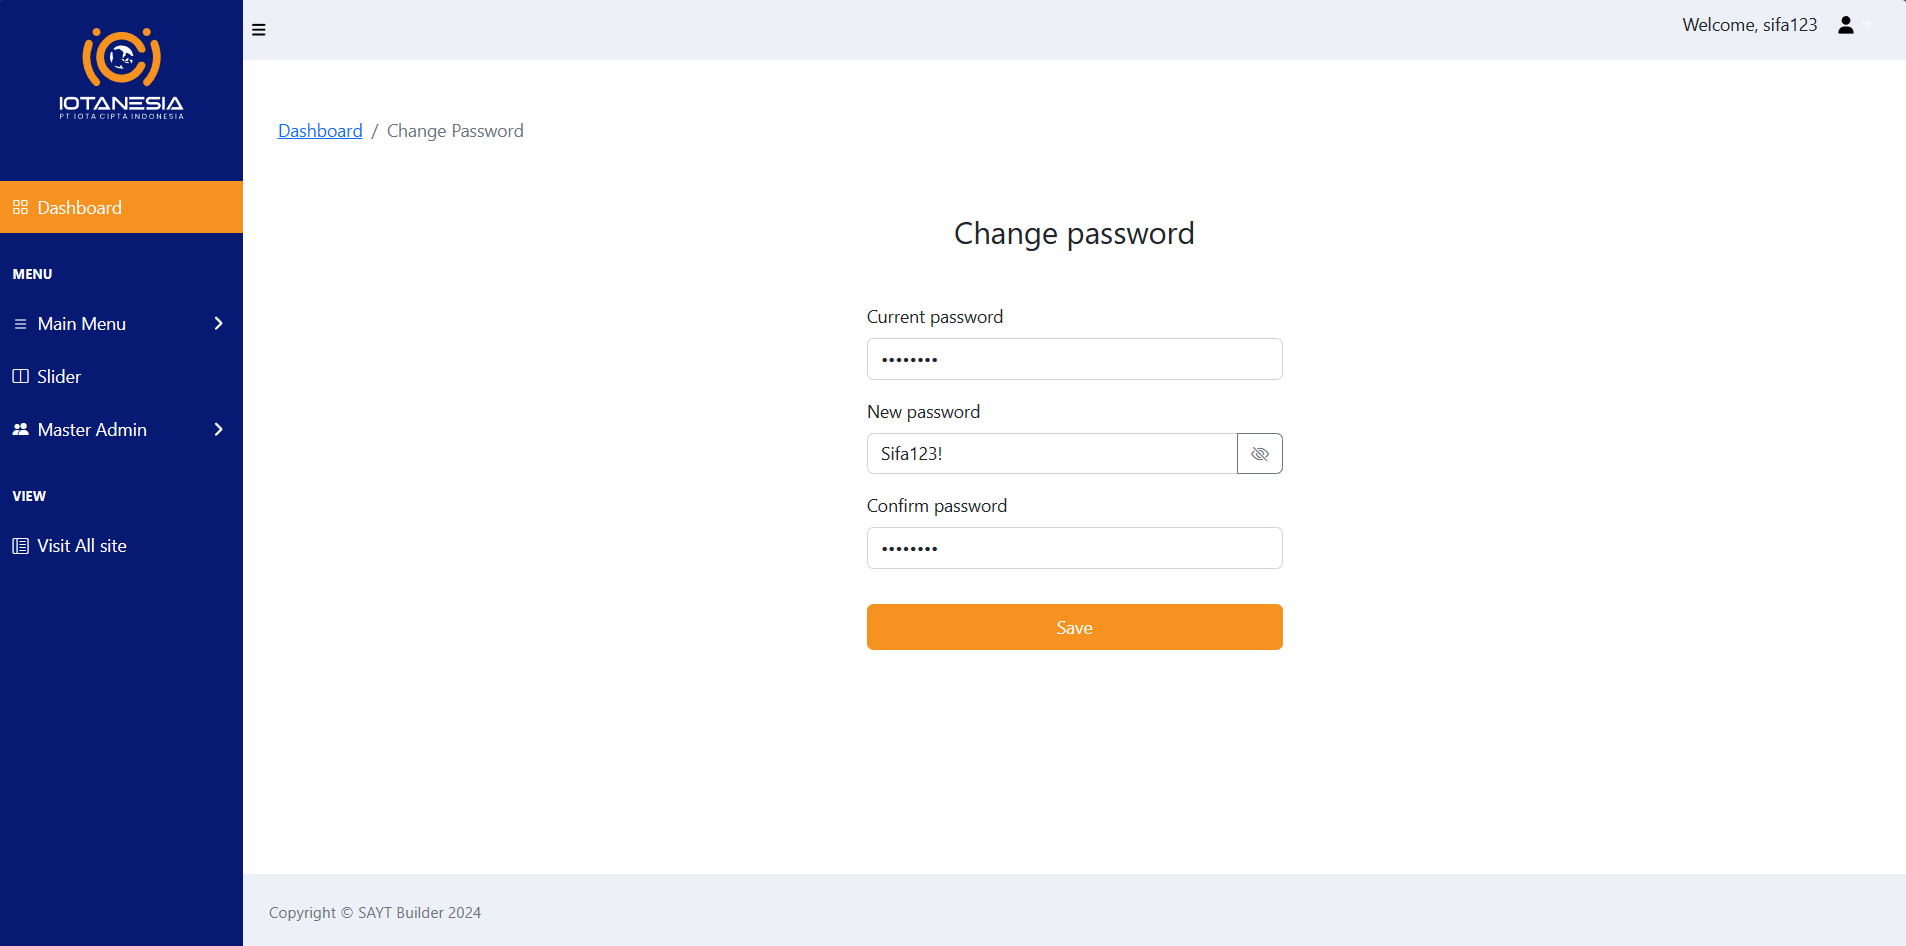 IOTANESIA
PT IOTA CIPTA INDONESIA
Welcome, sifa123
Dashboard / Change Password
Dashboard
MENU
Main Menu
Slider
Master Admin
VIEW
Visit All site
Change password
Current password
••••••••
New password
Sifa123!
Confirm password
••••••••
Save
Copyright © SAYT Builder 2024